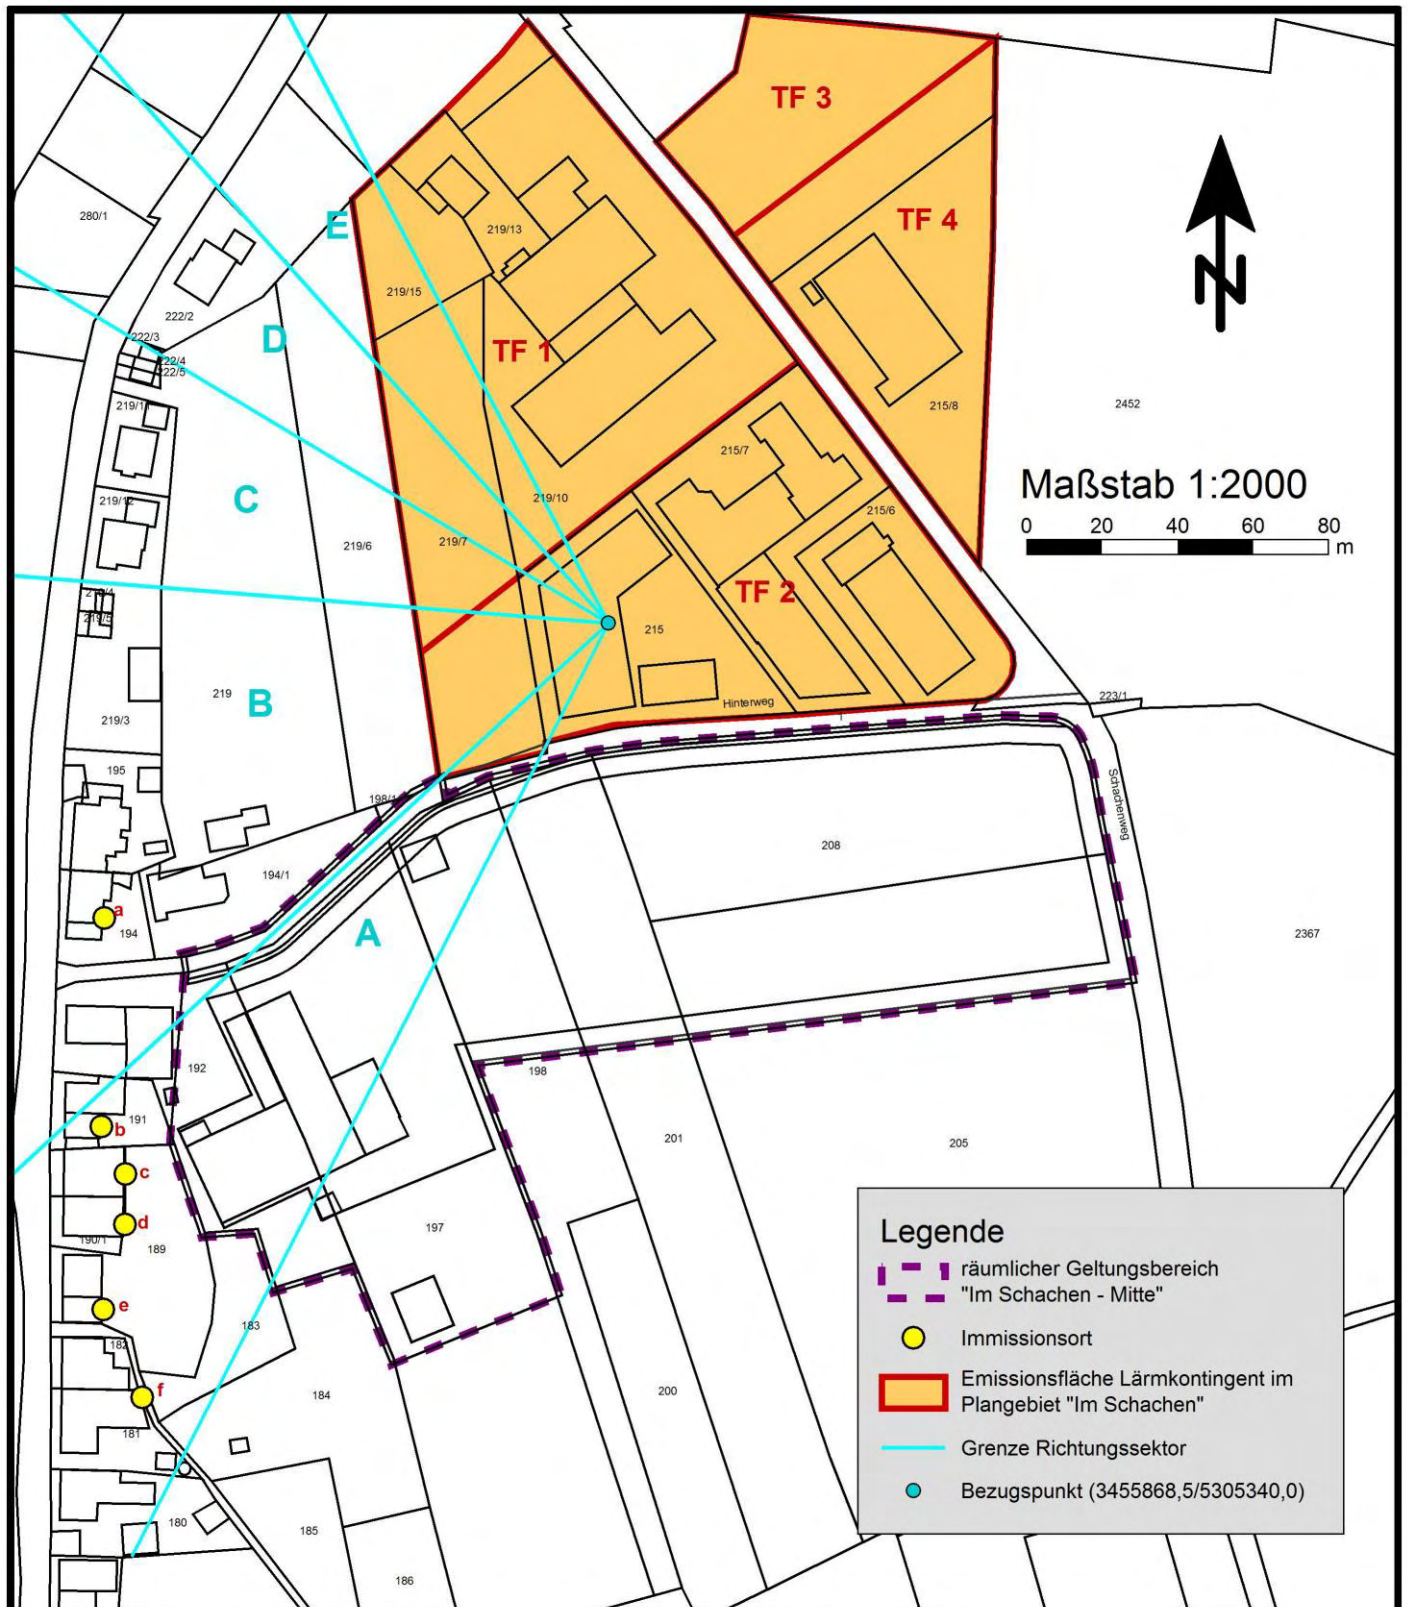 TF 3
280/1
E
219/13
TF 4
219/15
222/2
222/3
222/4
222/5
D
TF 1
219/11
215/8
2452
215/7
Maßstab 1:2000
0 20 40 60 80
m
219/12
C
219/10
215/6
219/6
219/7
TF 2
219/5
215
219
B
Hinterweg
223/1
219/3
195
Schachenweg
198/1
208
194/1
a
194
A
2367
192
198
191
b
201
205
c
197
d
190/1
189
Legende
räumlicher Geltungsbereich
"Im Schachen - Mitte"
e
183
182
Immissionsort
f
184
200
Emissionsfläche Lärmkontingent im
Plangebiet "Im Schachen"
181
Grenze Richtungssektor
Bezugspunkt (3455868,5/5305340,0)
180
185
186
N